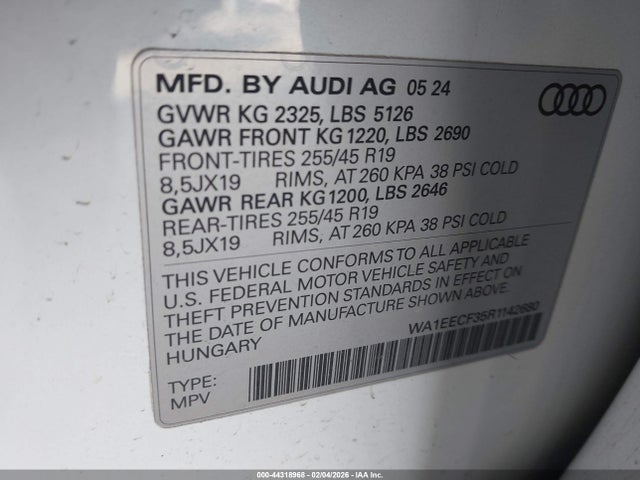 MFD. BY AUDI AG 05 24
GVWR KG 2325, LBS 5126
GAWR FRONT KG 1220, LBS 2690
FRONT-TIRES 255/45 R19
8,5JX19 RIMS, AT 260 KPA 38 PSI COLD
GAWR REAR KG 1200, LBS 2646
REAR-TIRES 255/45 R19
8,5JX19 RIMS, AT 260 KPA 38 PSI COLD
THIS VEHICLE CONFORMS TO ALL APPLICABLE
U.S. FEDERAL MOTOR VEHICLE SAFETY AND
THEFT PREVENTION STANDARDS IN EFFECT ON
THE DATE OF MANUFACTURE SHOWN ABOVE.
HUNGARY
WA1EECF35R1142680
TYPE:
MPV
000-44318968 - 02/04/2026 - IAA Inc.